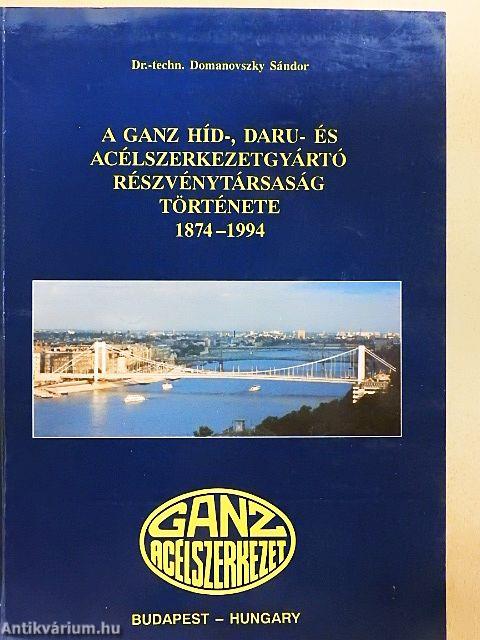 Dr.-techn. Domanovszky Sándor
A GANZ HÍD-, DARU- ÉS
ACÉLSZERKEZETGYÁRTÓ
RÉSZVÉNYTÁRSASÁG
TÖRTÉNETE
1874–1994
GANZ
ACÉLSZERKEZET
BUDAPEST – HUNGARY
Antikvárium.hu